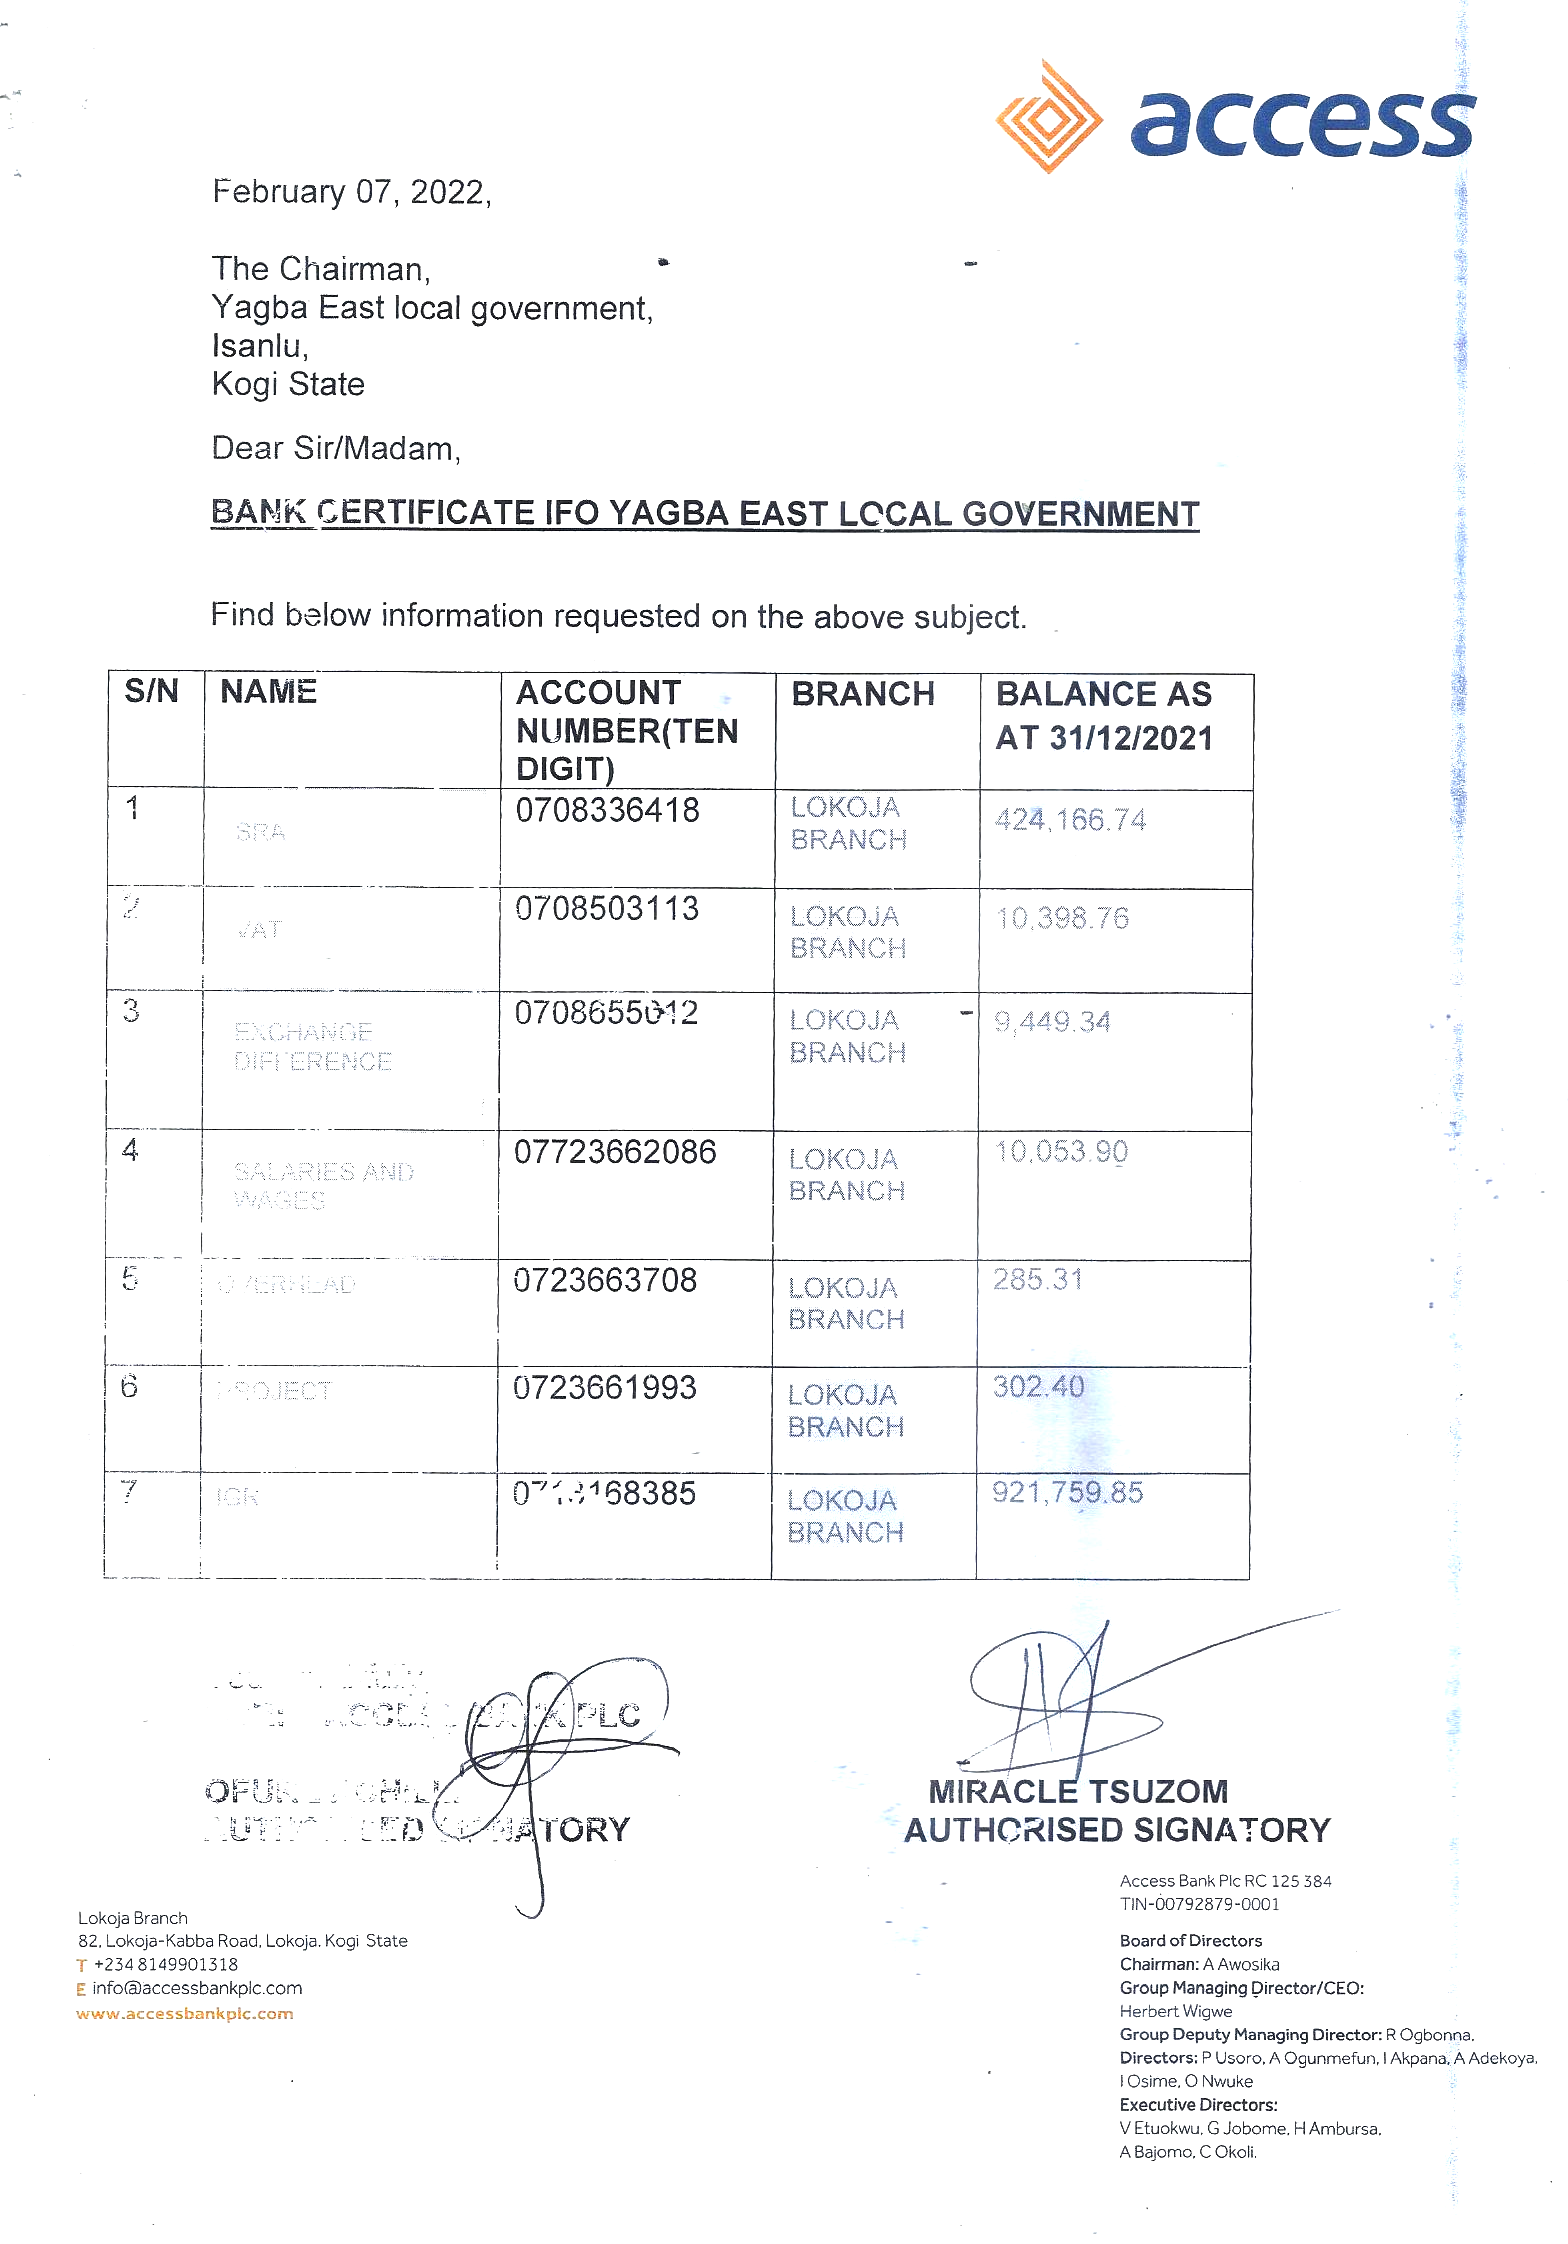 access
February 07, 2022,
The Chairman,
Yagba East local government,
Isanlu,
Kogi State
Dear Sir/Madam,
BANK CERTIFICATE IFO YAGBA EAST LOCAL GOVERNMENT
Find below information requested on the above subject.
S/N NAME ACCOUNT NUMBER(TEN DIGIT) BRANCH BALANCE AS AT 31/12/2021
1 SRA 0708336418 LOKOJA BRANCH 424,166.74
2 VAT 0708503113 LOKOJA BRANCH 10,398.76
3 EXCHANGE DIFFERENCE 0708655012 LOKOJA BRANCH 9,449.34
4 SALARIES AND WAGES 07723662086 LOKOJA BRANCH 10,053.90
5 OVERHEAD 0723663708 LOKOJA BRANCH 285.31
6 PROJECT 0723661993 LOKOJA BRANCH 302.40
7 LOKOJA BRANCH 921,759.85
BANK PLC
MIRACLE TSUZOM
AUTHORISED SIGNATORY
AUTHORISED SIGNATORY
Lokoja Branch
82, Lokoja-Kabba Road, Lokoja. Kogi State
T +234 8149901318
E info@accessbankplc.com
www.accessbankplc.com
Access Bank Plc RC 125 384
TIN-00792879-0001
Board of Directors
Chairman: A Awosika
Group Managing Director/CEO:
Herbert Wigwe
Group Deputy Managing Director: R Ogbonna,
Directors: P Usoro, A Ogunmefun, I Akpana, A Adekoya,
I Osime, O Nwuke
Executive Directors:
V Etuokwu, G Jobome, H Ambursa,
A Bajomo, C Okoli.